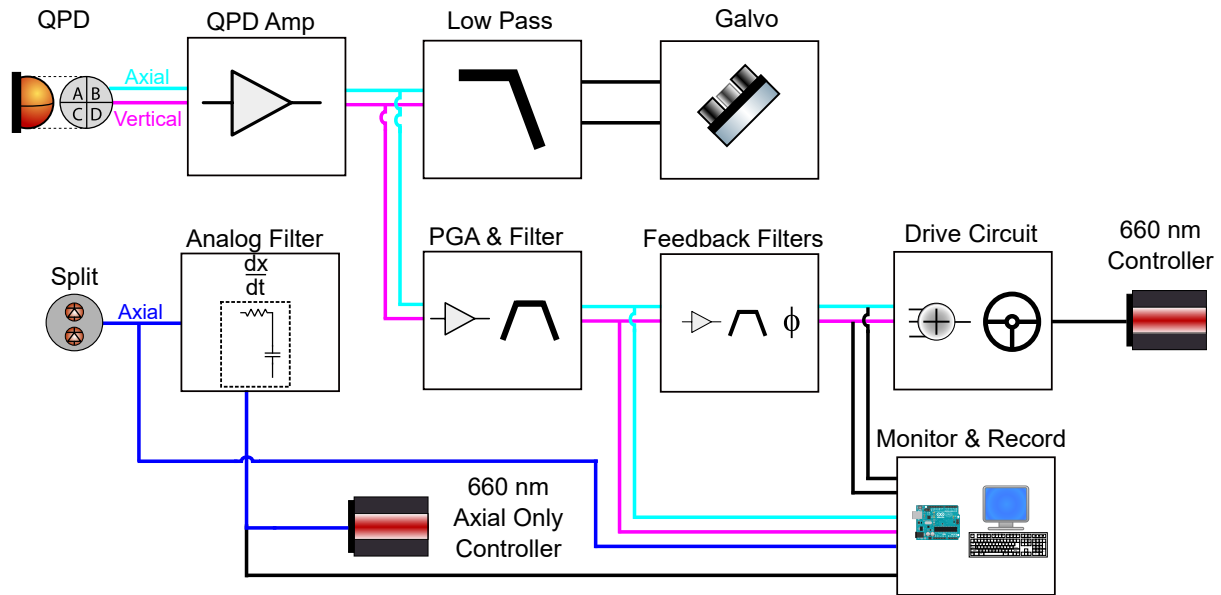 QPD
QPD Amp
Low Pass
Galvo
Axial
A B
C D
Vertical
Analog Filter
PGA & Filter
Feedback Filters
Drive Circuit
660 nm
Controller
Split
Axial
dx
dt
ϕ
Monitor & Record
660 nm
Axial Only
Controller